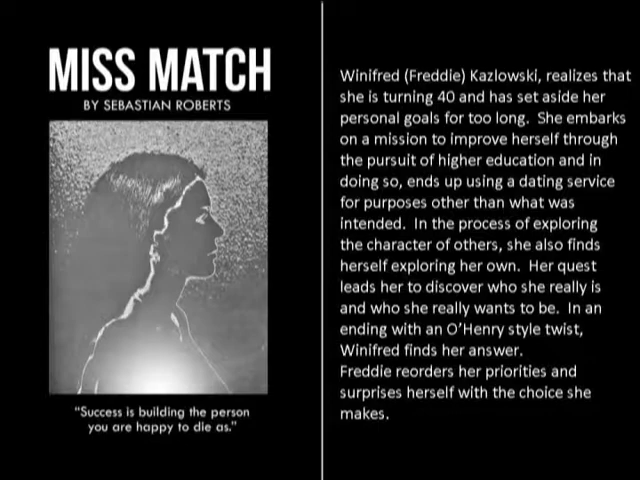 MISS MATCH
BY SEBASTIAN ROBERTS
"Success is building the person
you are happy to die as."
Winifred (Freddie) Kazlowski, realizes that
she is turning 40 and has set aside her
personal goals for too long.  She embarks
on a mission to improve herself through
the pursuit of higher education and in
doing so, ends up using a dating service
for purposes other than what was
intended.  In the process of exploring
the character of others, she also finds
herself exploring her own.  Her quest
leads her to discover who she really is
and who she really wants to be.  In an
ending with an O'Henry style twist,
Winifred finds her answer.
Freddie reorders her priorities and
surprises herself with the choice she
makes.